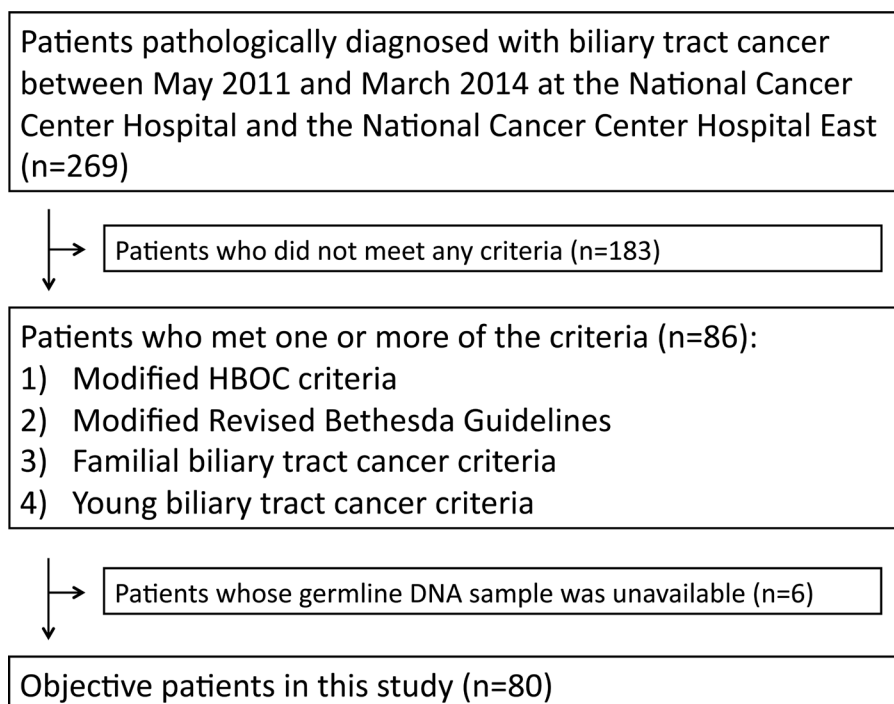 Patients pathologically diagnosed with biliary tract cancer
between May 2011 and March 2014 at the National Cancer
Center Hospital and the National Cancer Center Hospital East
(n=269)
Patients who did not meet any criteria (n=183)
Patients who met one or more of the criteria (n=86):
1) Modified HBOC criteria
2) Modified Revised Bethesda Guidelines
3) Familial biliary tract cancer criteria
4) Young biliary tract cancer criteria
Patients whose germline DNA sample was unavailable (n=6)
Objective patients in this study (n=80)